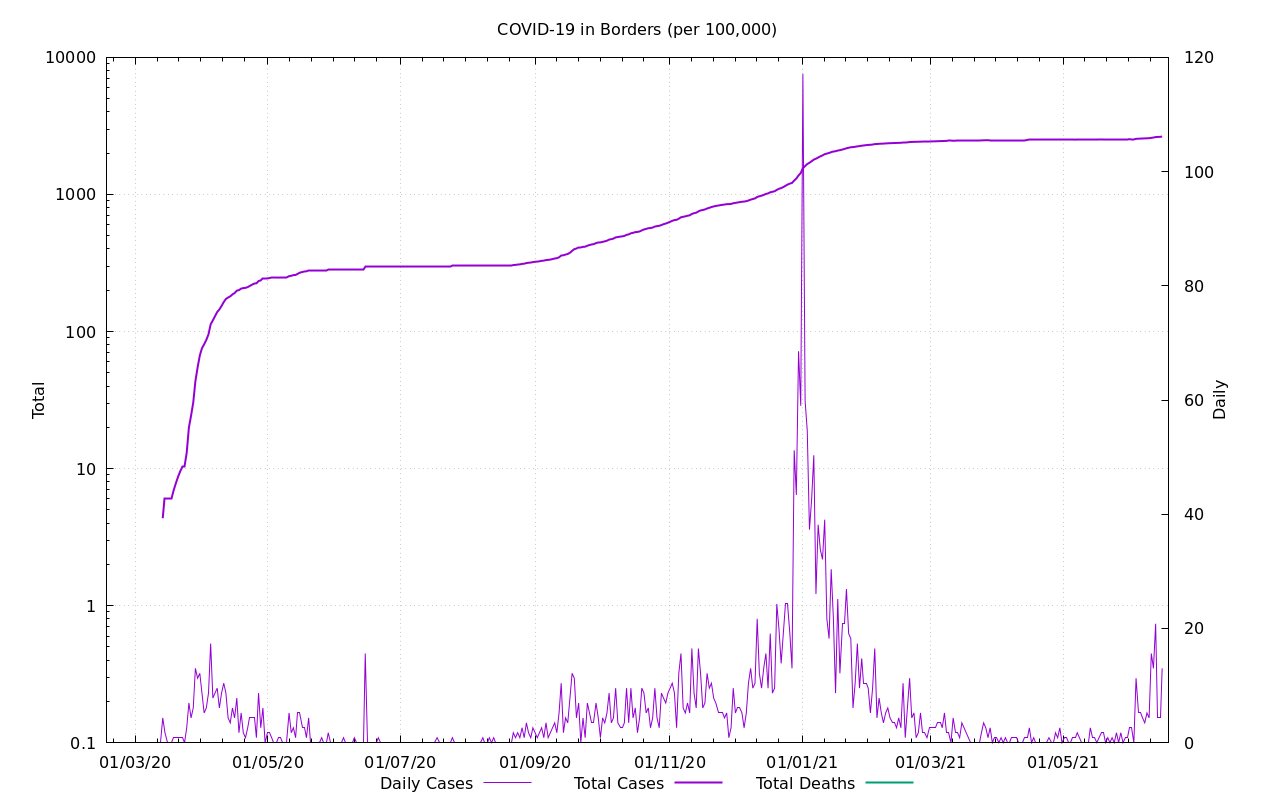 COVID-19 in Borders (per 100,000)
10000
1000
100
10
1
0.1
Total
120
100
80
60
40
20
0
Daily
01/03/20 01/05/20 01/07/20 01/09/20 01/11/20 01/01/21 01/03/21 01/05/21
Daily Cases Total Cases Total Deaths